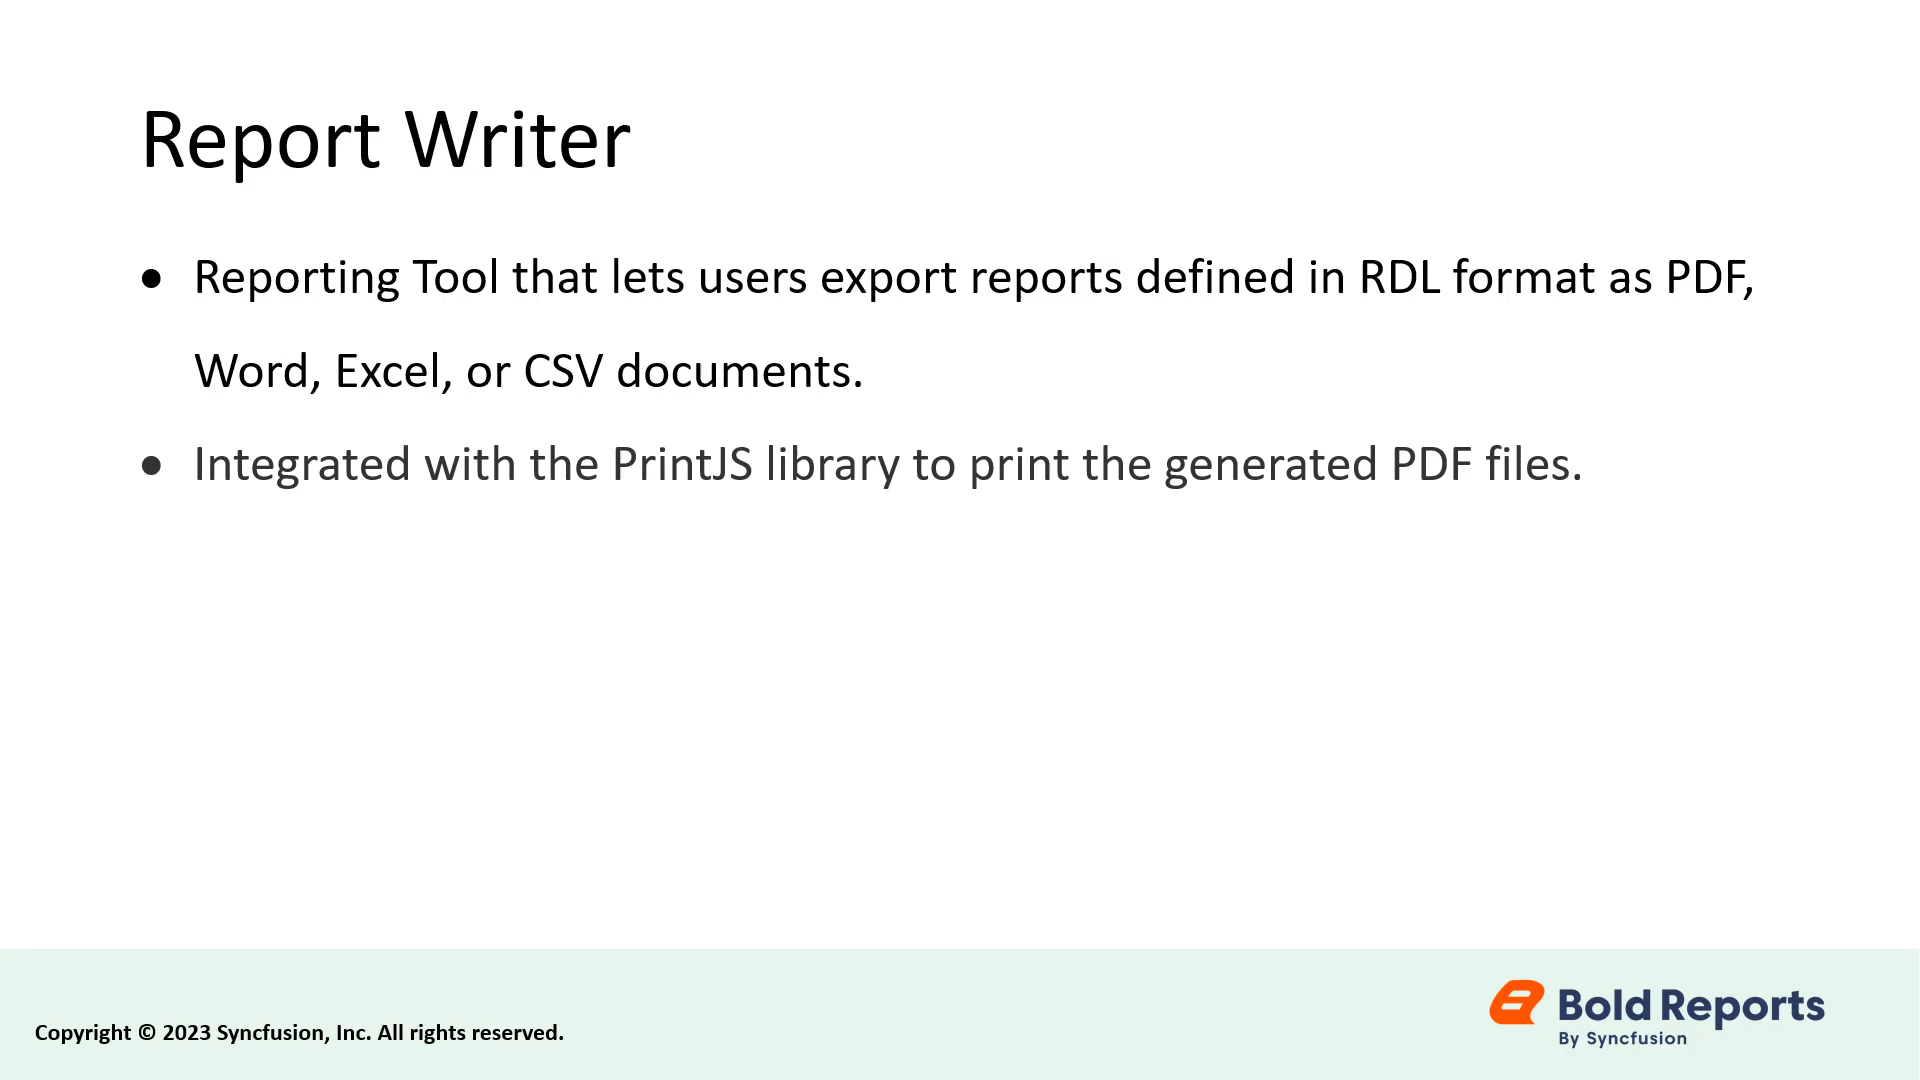 Report Writer
● Reporting Tool that lets users export reports defined in RDL format as PDF,
Word, Excel, or CSV documents.
● Integrated with the PrintJS library to print the generated PDF files.
Copyright © 2023 Syncfusion, Inc. All rights reserved.
Bold Reports
By Syncfusion